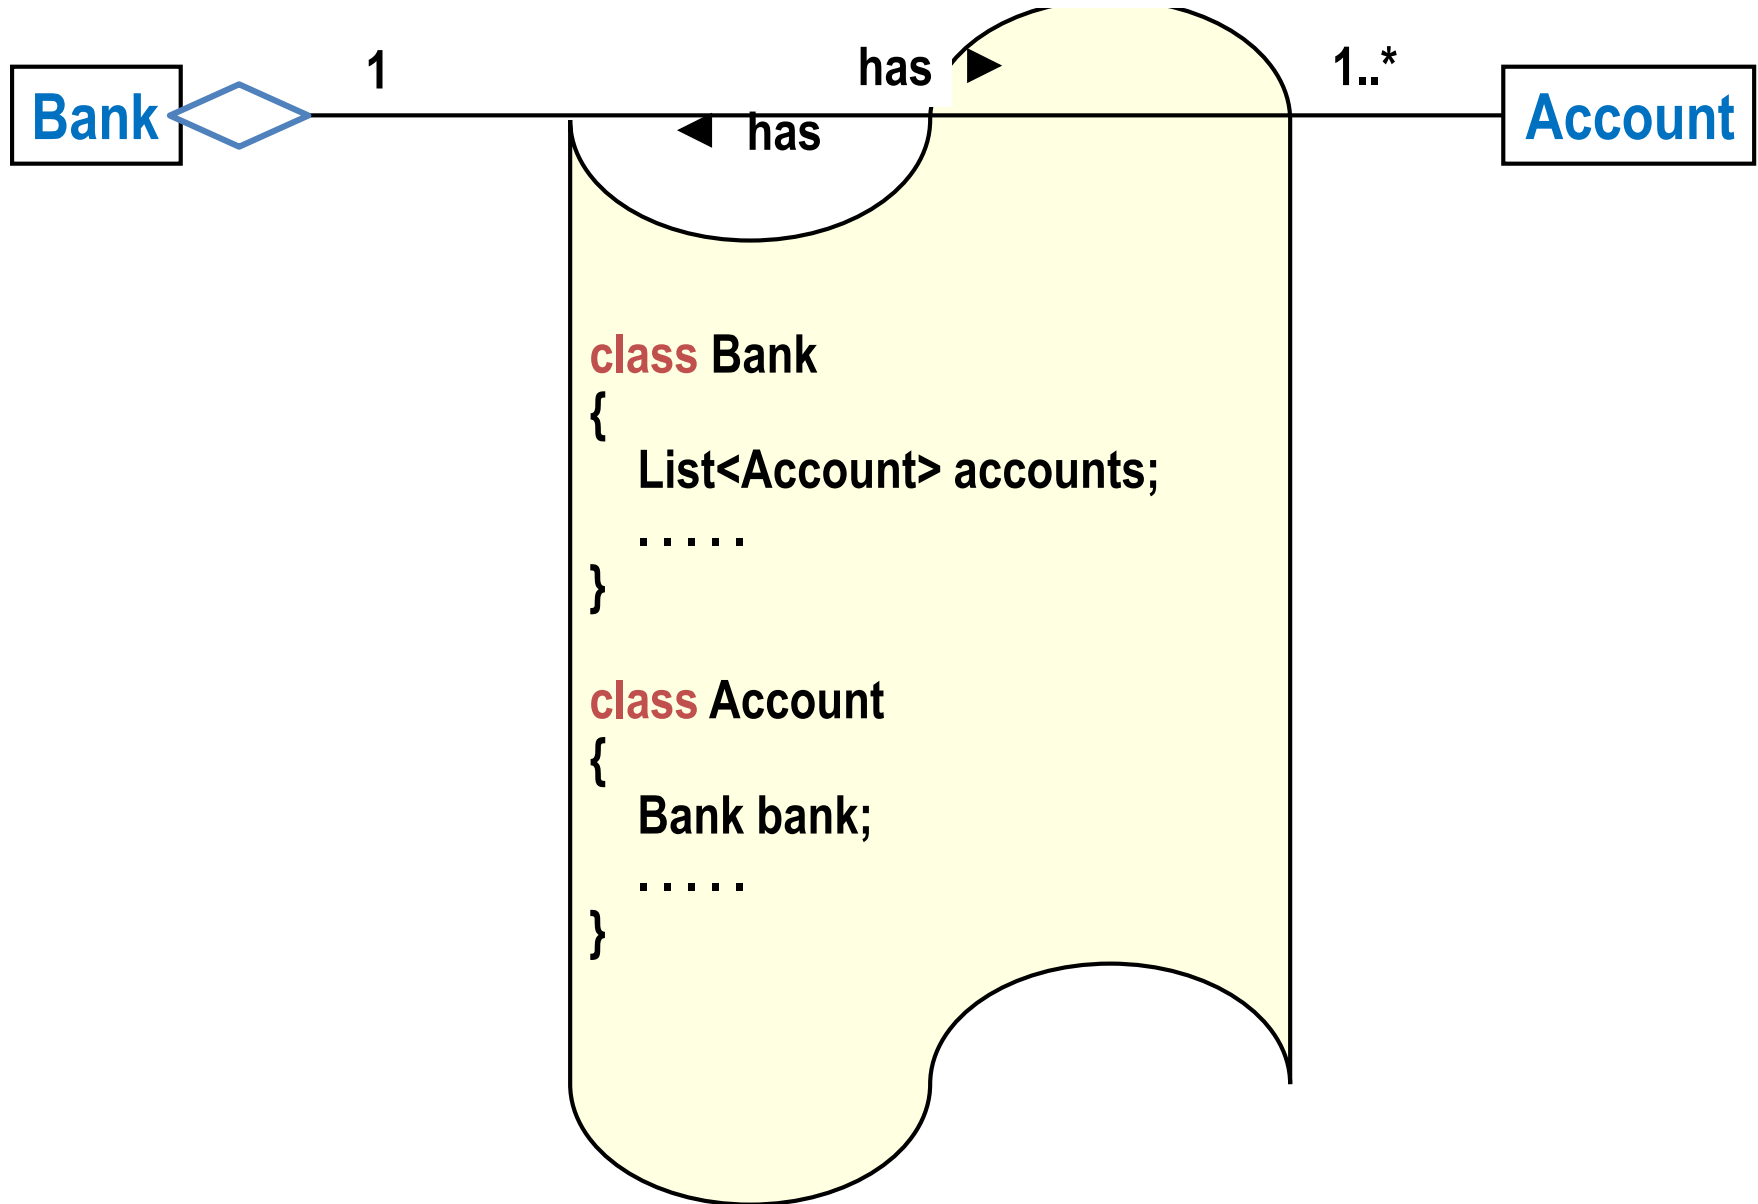 1
has ►
1..*
Bank
Account
◄ has
class Bank
{
List<Account> accounts;
. . . . .
}
class Account
{
Bank bank;
. . . . .
}